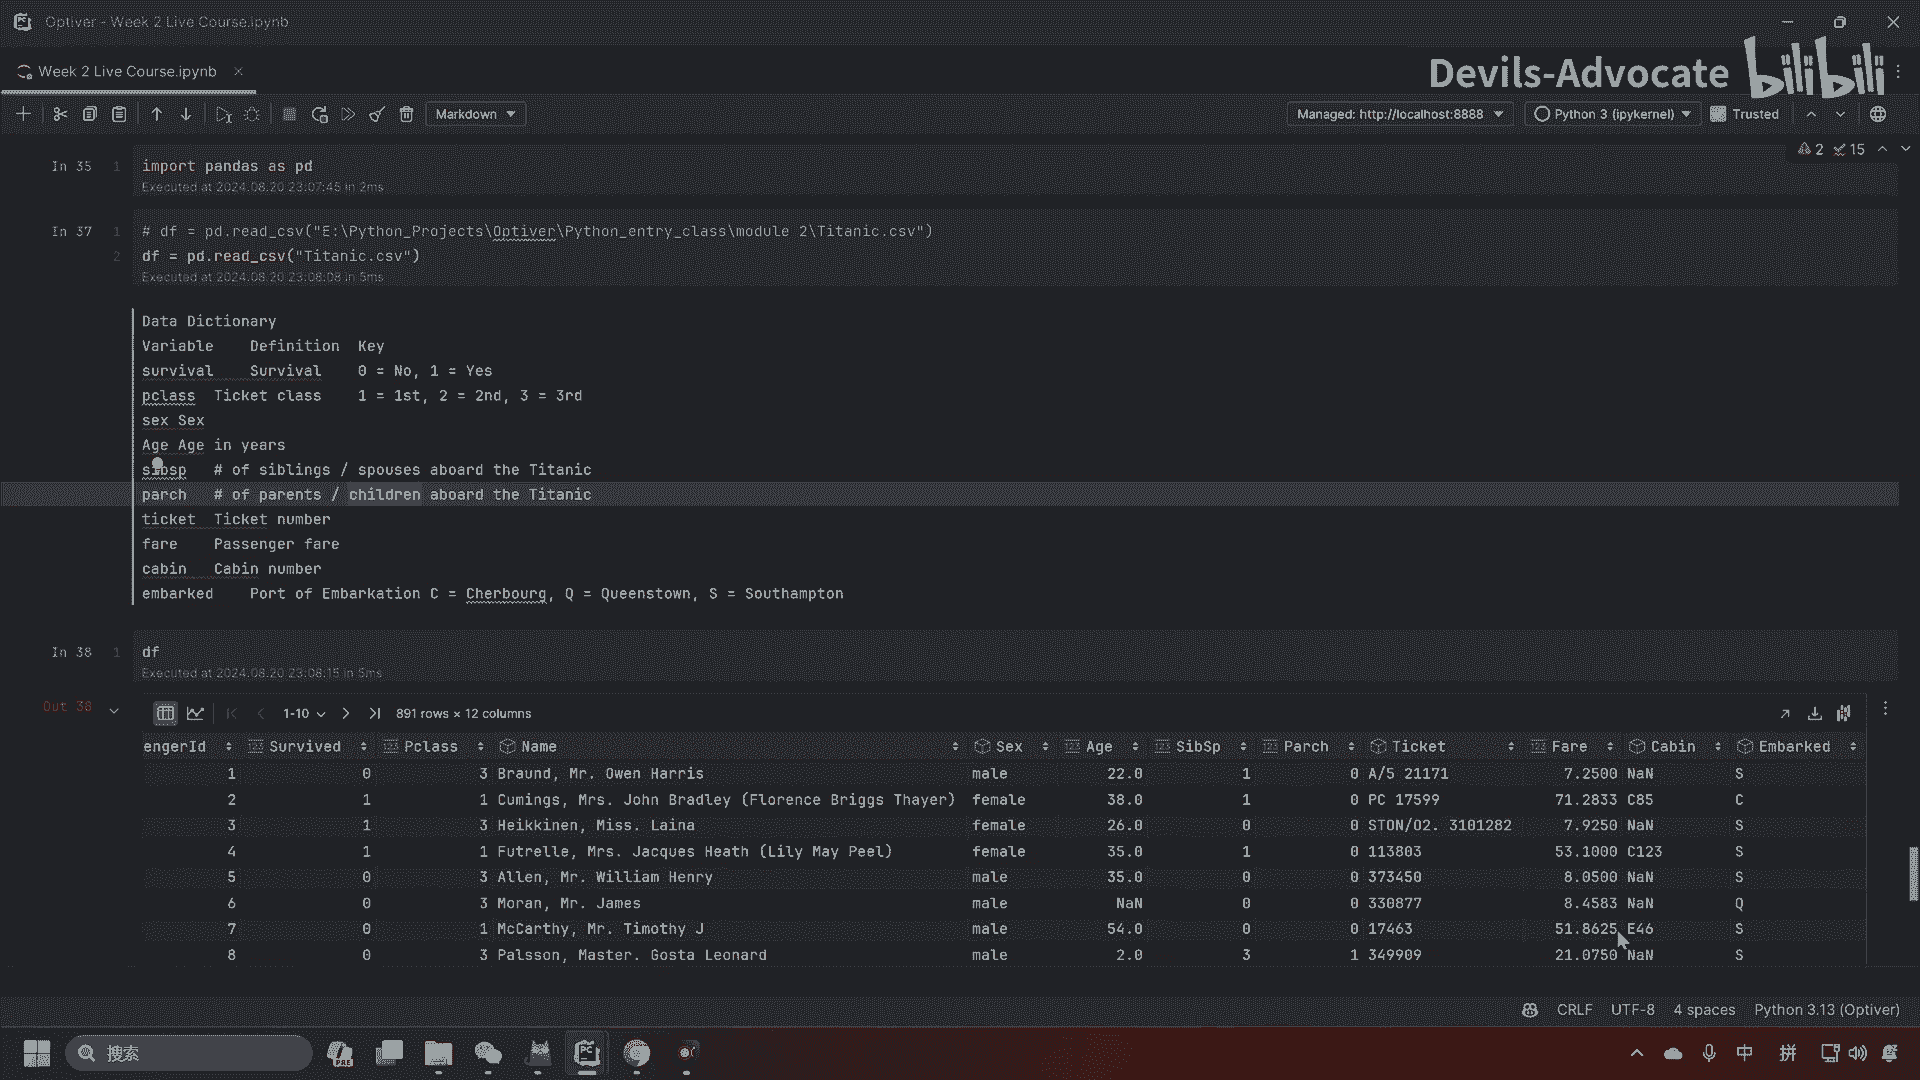 Optiver - Week 2 Live Course.ipynb
Week 2 Live Course.ipynb
Devils-Advocate bilibili
Markdown
Managed: http://localhost:8888
Python 3 (ipykernel)
Trusted
2 15
In 35 1 import pandas as pd
Executed at 2024.08.20 23:07:45 in 2ms
In 37 1 # df = pd.read_csv("E:\Python_Projects\Optiver\Python_entry_class\module 2\Titanic.csv")
2 df = pd.read_csv("Titanic.csv")
Executed at 2024.08.20 23:08:08 in 5ms
Data Dictionary
Variable Definition Key
survival Survival 0 = No, 1 = Yes
pclass Ticket class 1 = 1st, 2 = 2nd, 3 = 3rd
sex Sex
Age Age in years
sibsp # of siblings / spouses aboard the Titanic
parch # of parents / children aboard the Titanic
ticket Ticket number
fare Passenger fare
cabin Cabin number
embarked Port of Embarkation C = Cherbourg, Q = Queenstown, S = Southampton
In 38 1 df
Executed at 2024.08.20 23:08:15 in 5ms
Out 38 1-10 891 rows × 12 columns
engerId Survived Pclass Name Sex Age SibSp Parch Ticket Fare Cabin Embarked
1 0 3 Braund, Mr. Owen Harris male 22.0 1 0 A/5 21171 7.2500 NaN S
2 1 1 Cumings, Mrs. John Bradley (Florence Briggs Thayer) female 38.0 1 0 PC 17599 71.2833 C85 C
3 1 3 Heikkinen, Miss. Laina female 26.0 0 0 STON/O2. 3101282 7.9250 NaN S
4 1 1 Futrelle, Mrs. Jacques Heath (Lily May Peel) female 35.0 1 0 113803 53.1000 C123 S
5 0 3 Allen, Mr. William Henry male 35.0 0 0 373450 8.0500 NaN S
6 0 3 Moran, Mr. James male NaN 0 0 330877 8.4583 NaN Q
7 0 1 McCarthy, Mr. Timothy J male 54.0 0 0 17463 51.8625 E46 S
8 0 3 Palsson, Master. Gosta Leonard male 2.0 3 1 349909 21.0750 NaN S
CRLF UTF-8 4 spaces Python 3.13 (Optiver)
搜索
PRE
PC
中 拼